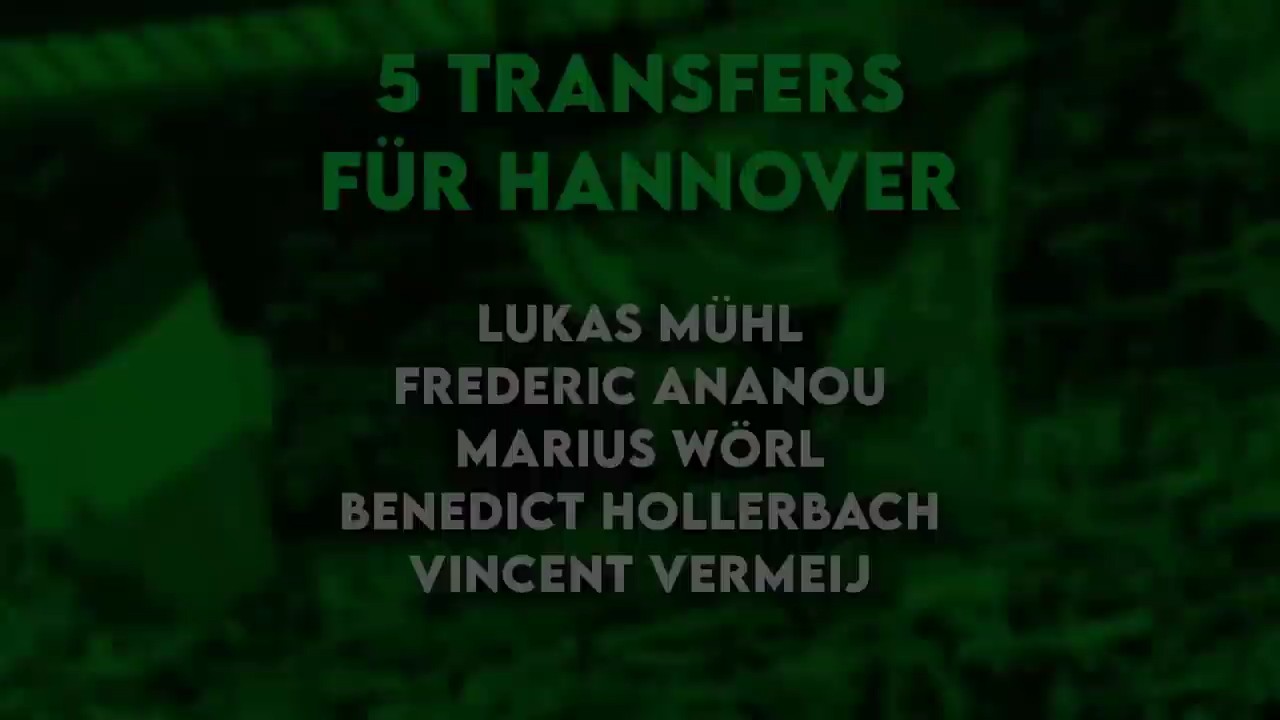 5 TRANSFERS
FÜR HANNOVER
LUKAS MÜHL
FREDERIC ANANOU
MARIUS WÖRL
BENEDICT HOLLERBACH
VINCENT VERMEIJ